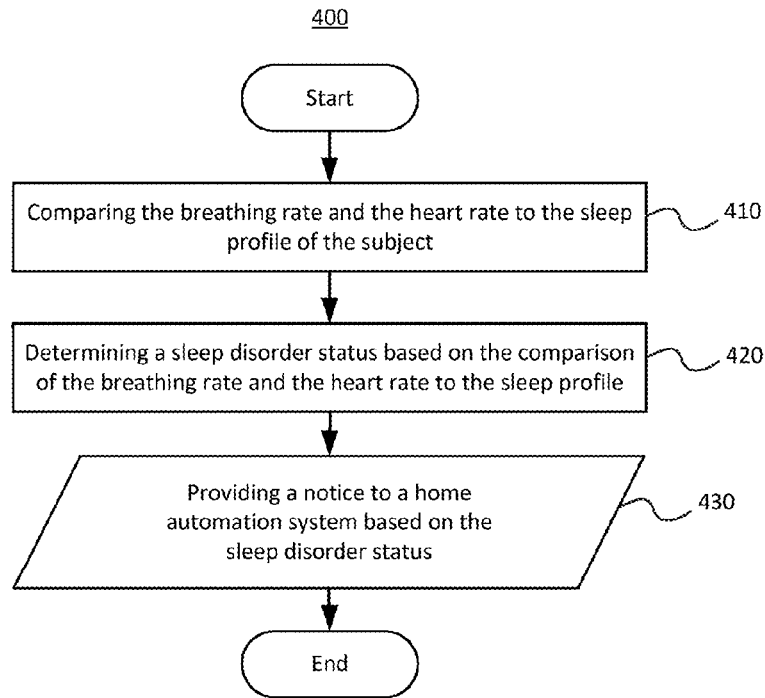 400
Start
Comparing the breathing rate and the heart rate to the sleep
profile of the subject
410
Determining a sleep disorder status based on the comparison
of the breathing rate and the heart rate to the sleep profile
420
Providing a notice to a home
automation system based on the
sleep disorder status
430
End